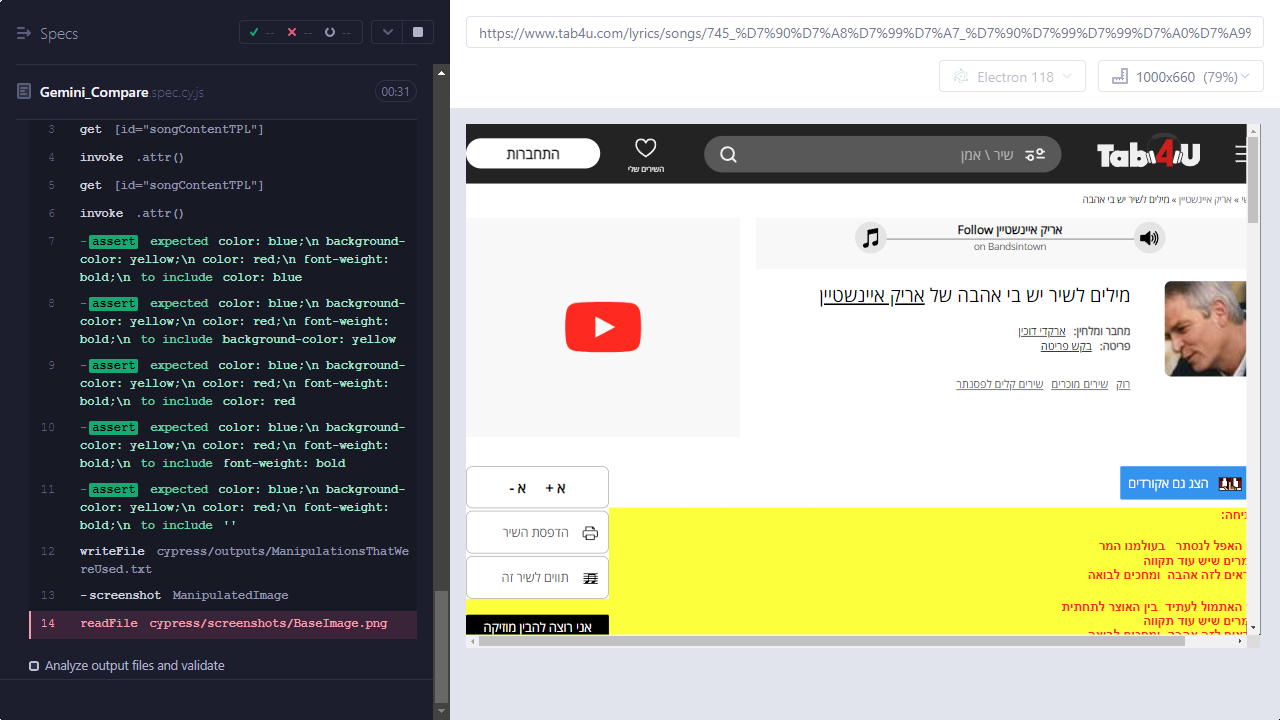 Specs
-- -- --
Gemini_Compare.spec.cy.js
00:31
3 get [id="songContentTPL"]
4 invoke .attr()
5 get [id="songContentTPL"]
6 invoke .attr()
7 -assert expected color: blue;\n background-
color: yellow;\n color: red;\n font-weight:
bold;\n to include color: blue
8 -assert expected color: blue;\n background-
color: yellow;\n color: red;\n font-weight:
bold;\n to include background-color: yellow
9 -assert expected color: blue;\n background-
color: yellow;\n color: red;\n font-weight:
bold;\n to include color: red
10 -assert expected color: blue;\n background-
color: yellow;\n color: red;\n font-weight:
bold;\n to include font-weight: bold
11 -assert expected color: blue;\n background-
color: yellow;\n color: red;\n font-weight:
bold;\n to include ''
12 writeFile cypress/outputs/ManipulationsThatWe
reUsed.txt
13 -screenshot ManipulatedImage
14 readFile cypress/screenshots/BaseImage.png
Analyze output files and validate
https://www.tab4u.com/lyrics/songs/745_%D7%90%D7%A8%D7%99%D7%A7_%D7%90%D7%99%D7%99%D7%A0%D7%A9%
Electron 118
1000x660 (79%)
Tab4U
שיר \ אמן
השירים שלי
התחברות
» אריק איינשטיין » מילים לשיר יש בי אהבה
Follow אריק איינשטיין
on Bandsintown
מילים לשיר יש בי אהבה של אריק איינשטיין
מחבר ומלחין: ארקדי דוכין
פריטה: בקש פריטה
רוק שירים מוכרים שירים קלים לפסנתר
הצג גם אקורדים
א + א -
הדפסת השיר
תווים לשיר זה
אני רוצה להבין מוזיקה
תיחה:
האפל לנסתר בעולמנו המר
מרים שיש עוד תקווה
ראים לזה אהבה ומחכים לבואה
האתמול לעתיד בין האוצר לתחתית
מרים שיש עוד תקווה
ראים לזה אהבה ומחכים לבואה